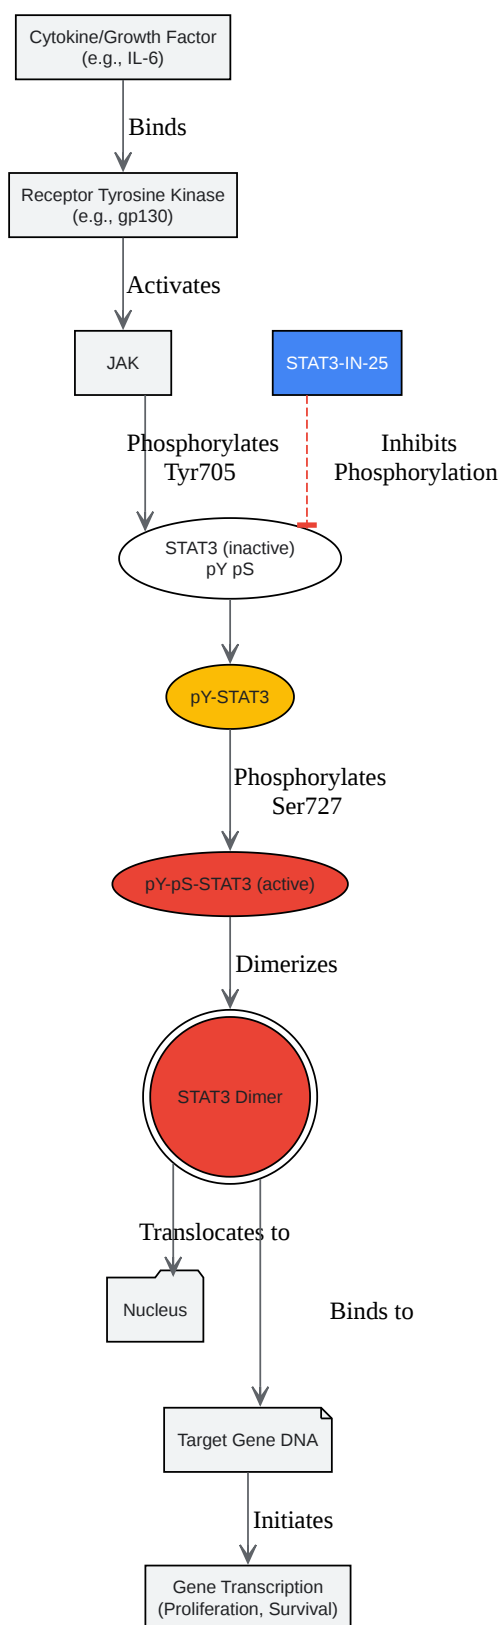 Cytokine/Growth Factor
(e.g., IL-6)
Binds
Receptor Tyrosine Kinase
(e.g., gp130)
Activates
JAK
STAT3-IN-25
Phosphorylates
Tyr705
Inhibits
Phosphorylation
STAT3 (inactive)
pY pS
pY-STAT3
Phosphorylates
Ser727
pY-pS-STAT3 (active)
Dimerizes
STAT3 Dimer
Translocates to
Nucleus
Binds to
Target Gene DNA
Initiates
Gene Transcription
(Proliferation, Survival)